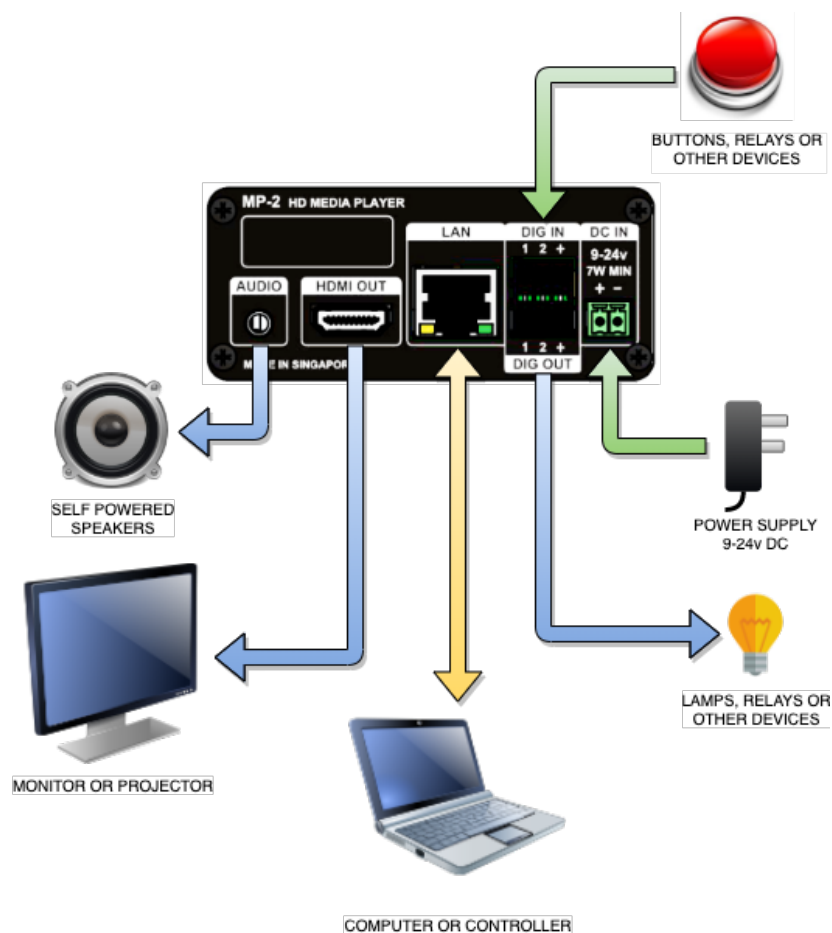 BUTTONS, RELAYS OR
OTHER DEVICES
MP-2 HD MEDIA PLAYER
LAN
DIG IN
DC IN
1 2 +
9-24v
7W MIN
+ −
AUDIO
HDMI OUT
1 2 +
DIG OUT
IN SINGAPOR
SELF POWERED
SPEAKERS
POWER SUPPLY
9-24v DC
LAMPS, RELAYS OR
OTHER DEVICES
MONITOR OR PROJECTOR
COMPUTER OR CONTROLLER